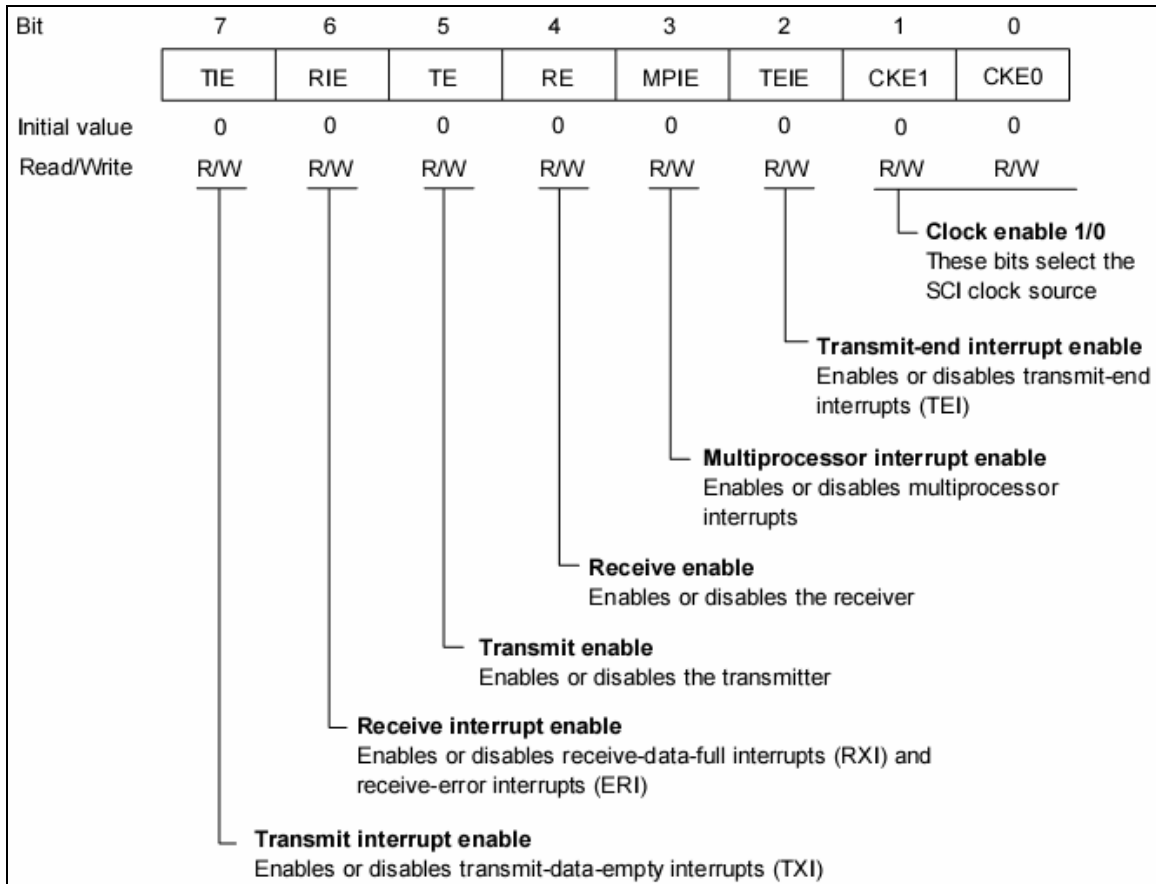 Bit 7 6 5 4 3 2 1 0
TIE RIE TE RE MPIE TEIE CKE1 CKE0
Initial value 0 0 0 0 0 0 0 0
Read/Write R/W R/W R/W R/W R/W R/W R/W R/W
Clock enable 1/0
These bits select the
SCI clock source
Transmit-end interrupt enable
Enables or disables transmit-end
interrupts (TEI)
Multiprocessor interrupt enable
Enables or disables multiprocessor
interrupts
Receive enable
Enables or disables the receiver
Transmit enable
Enables or disables the transmitter
Receive interrupt enable
Enables or disables receive-data-full interrupts (RXI) and
receive-error interrupts (ERI)
Transmit interrupt enable
Enables or disables transmit-data-empty interrupts (TXI)